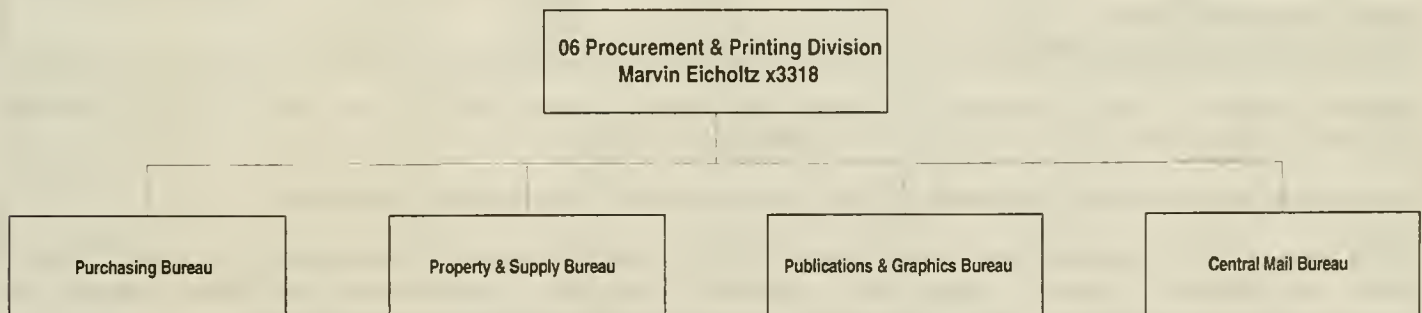 06 Procurement & Printing Division
Marvin Eicholtz x3318
Purchasing Bureau
Property & Supply Bureau
Publications & Graphics Bureau
Central Mail Bureau